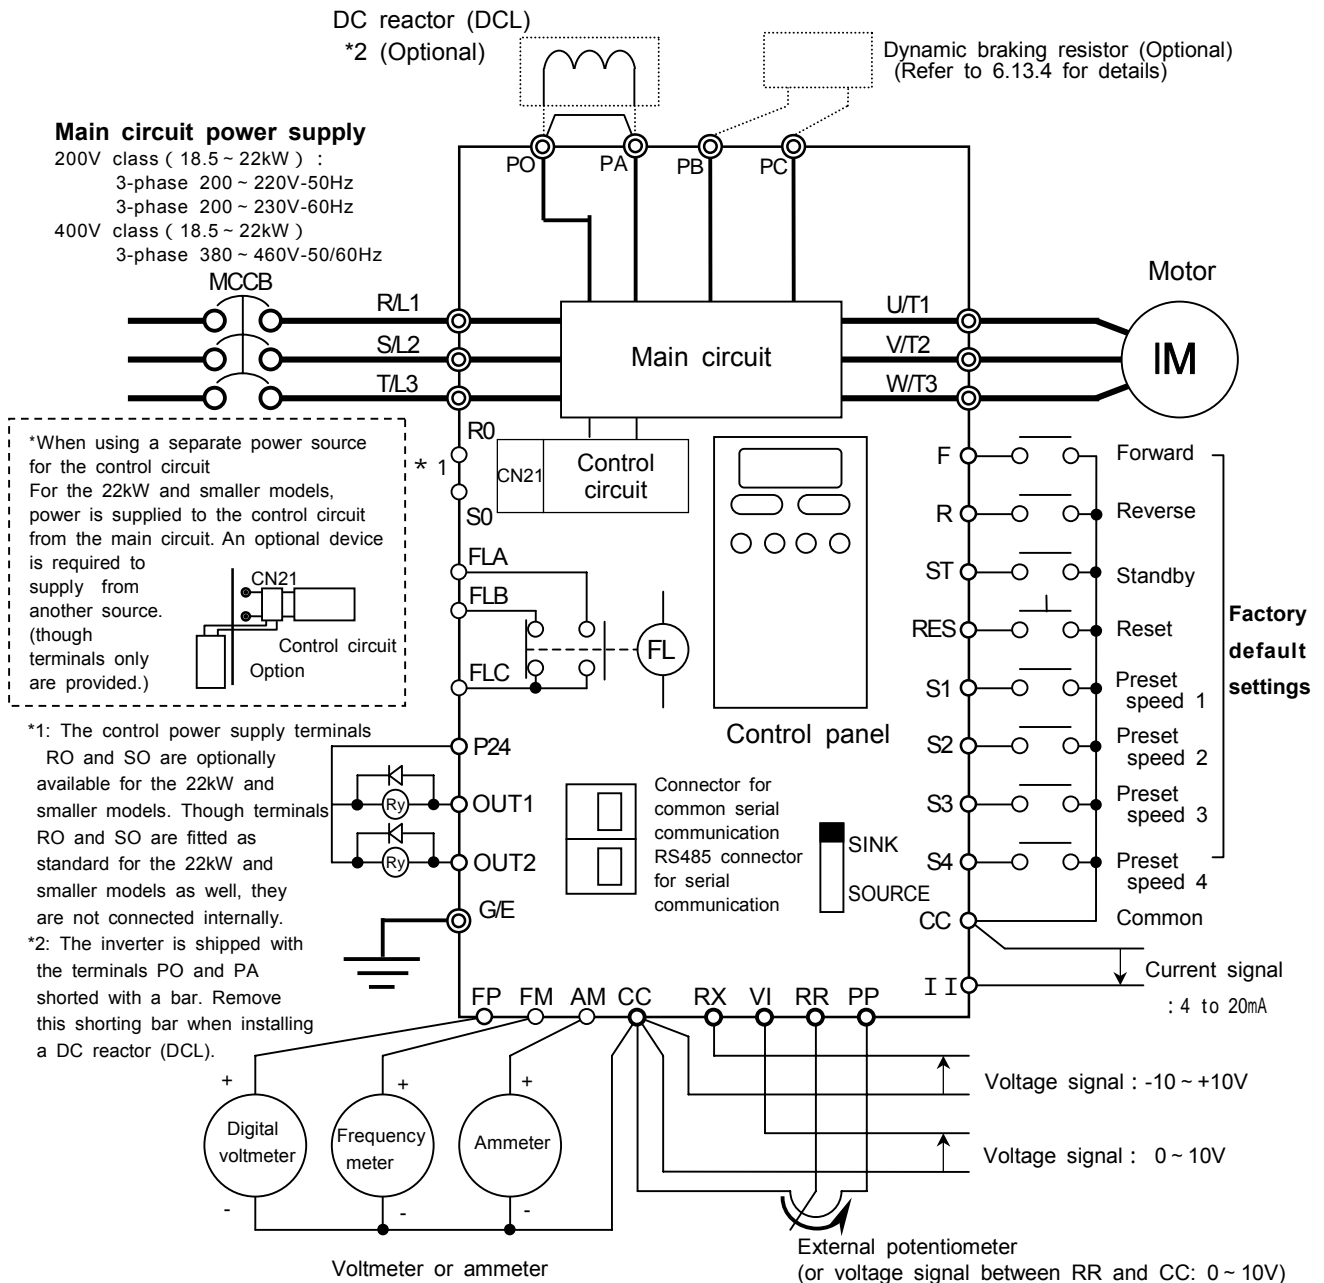 DC reactor (DCL)
*2 (Optional)
Dynamic braking resistor (Optional)
(Refer to 6.13.4 for details)
Main circuit power supply
200V class ( 18.5 ~ 22kW ) :
3-phase 200 ~ 220V-50Hz
3-phase 200 ~ 230V-60Hz
400V class ( 18.5 ~ 22kW )
3-phase 380 ~ 460V-50/60Hz
PO
PA
PB
PC
MCCB
Motor
R/L1
S/L2
T/L3
Main circuit
U/T1
V/T2
W/T3
IM
*When using a separate power source
for the control circuit
For the 22kW and smaller models,
power is supplied to the control circuit
from the main circuit. An optional device
is required to
supply from
another source.
(though
terminals only
are provided.)
CN21
Control circuit
Option
* 1
R0
S0
CN21
Control
circuit
FLA
FLB
FLC
FL
Control panel
F
Forward
R
Reverse
ST
Standby
RES
Reset
S1
Preset
speed 1
S2
Preset
speed 2
S3
Preset
speed 3
S4
Preset
speed 4
Factory
default
settings
CC
Common
II
Current signal
: 4 to 20mA
*1: The control power supply terminals
RO and SO are optionally
available for the 22kW and
smaller models. Though terminals
RO and SO are fitted as
standard for the 22kW and
smaller models as well, they
are not connected internally.
*2: The inverter is shipped with
the terminals PO and PA
shorted with a bar. Remove
this shorting bar when installing
a DC reactor (DCL).
P24
Ry
OUT1
Ry
OUT2
G/E
Connector for
common serial
communication
RS485 connector
for serial
communication
SINK
SOURCE
FP
FM
AM
CC
RX
VI
RR
PP
+
+
+
Digital
voltmeter
Frequency
meter
Ammeter
-
-
-
Voltmeter or ammeter
Voltage signal : -10 ~ +10V
Voltage signal : 0 ~ 10V
External potentiometer
(or voltage signal between RR and CC: 0 ~ 10V)